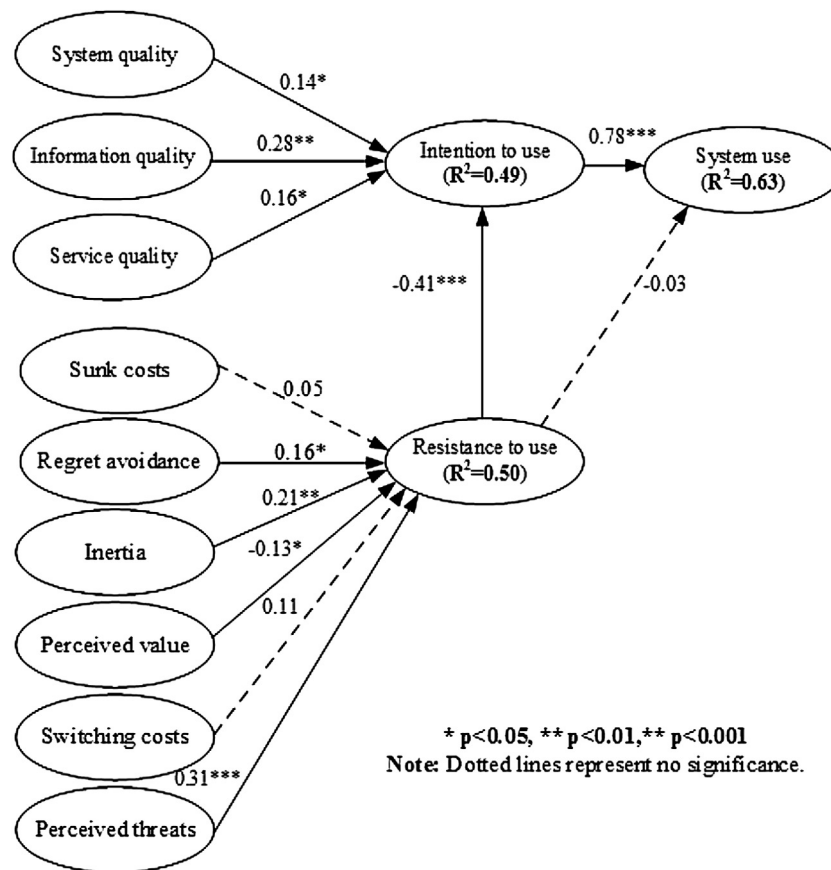 System quality
0.14*
Information quality
0.28**
Intention to use
(R²=0.49)
0.78***
System use
(R²=0.63)
Service quality
0.16*
-0.41***
-0.03
Sunk costs
0.05
Regret avoidance
0.16*
Resistance to use
(R²=0.50)
Inertia
0.21**
-0.13*
Perceived value
0.11
Switching costs
0.31***
Perceived threats
* p<0.05, ** p<0.01,** p<0.001
Note: Dotted lines represent no significance.